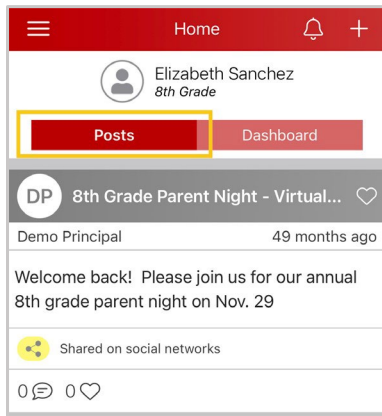 Home
Elizabeth Sanchez
8th Grade
Posts Dashboard
DP 8th Grade Parent Night - Virtual...
Demo Principal 49 months ago
Welcome back!  Please join us for our annual
8th grade parent night on Nov. 29
Shared on social networks
0 0